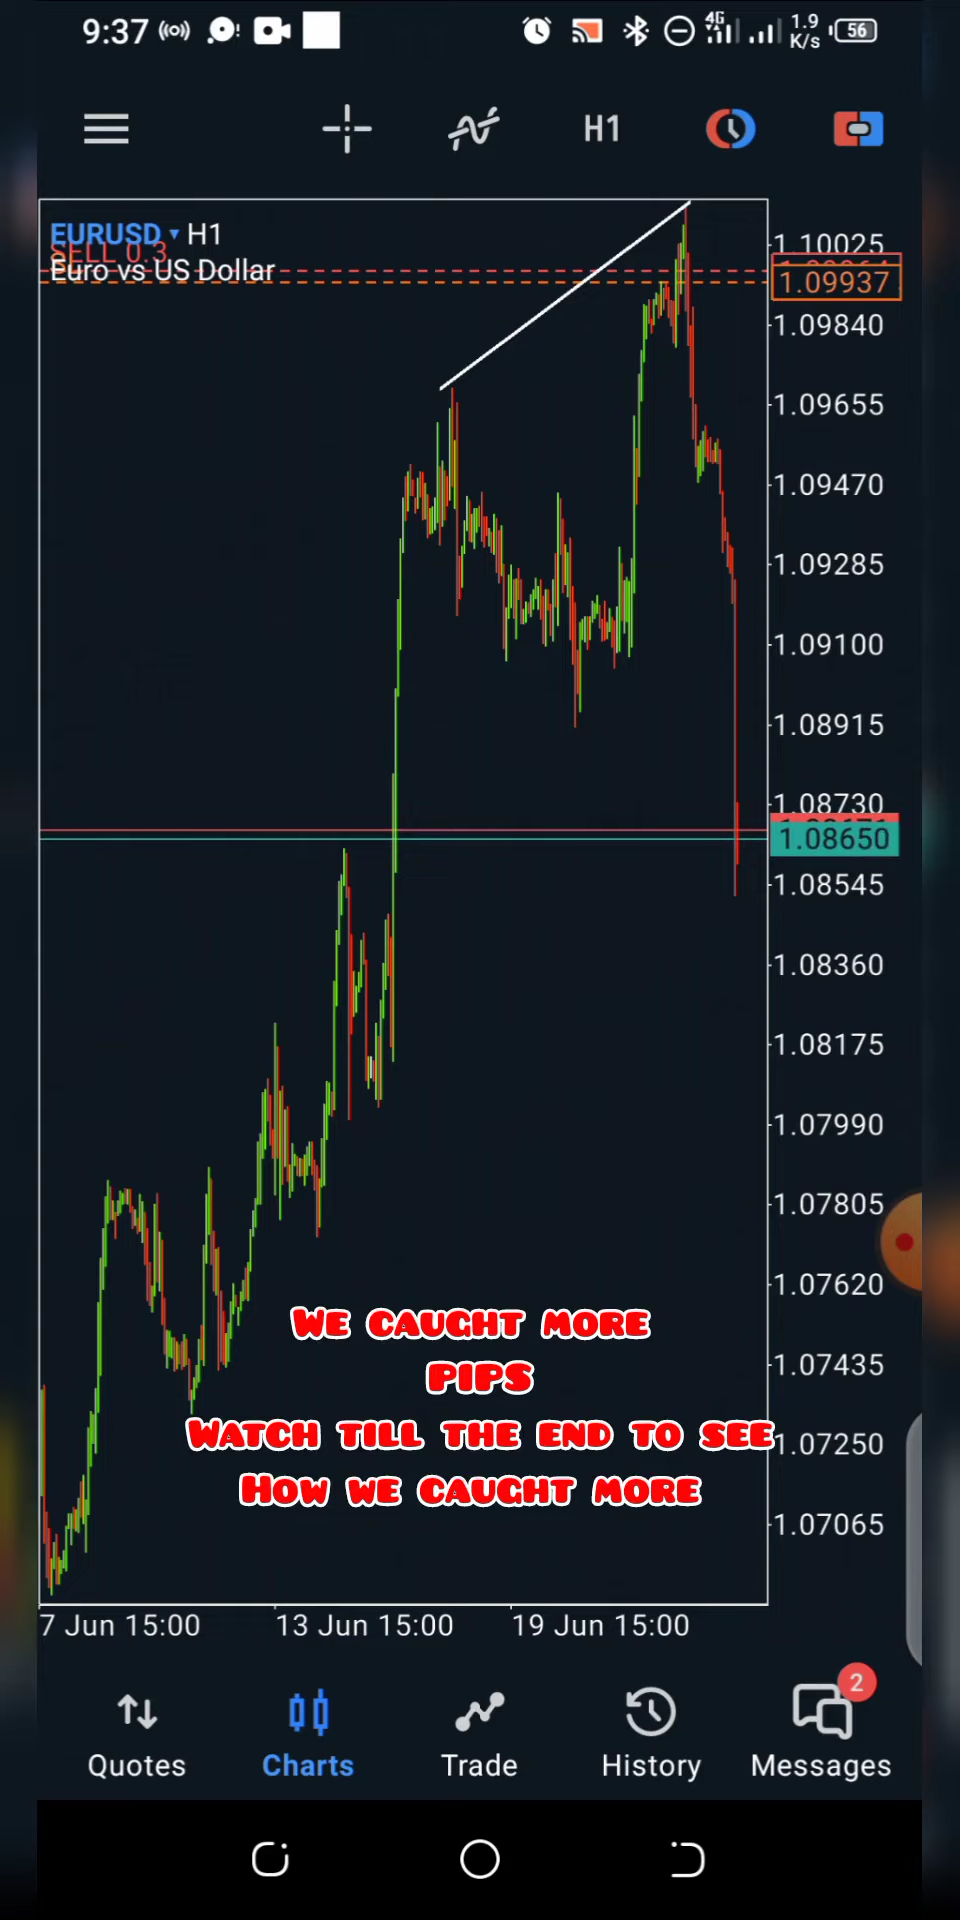 9:37
4G
1.9
K/s
56
H1
EURUSD H1
SELL 0.3
Euro vs US Dollar
1.10025
1.09937
1.09840
1.09655
1.09470
1.09285
1.09100
1.08915
1.08730
1.08650
1.08545
1.08360
1.08175
1.07990
1.07805
1.07620
1.07435
1.07250
1.07065
We caught more
PIPS
Watch till the end to see
How we caught more
7 Jun 15:00 13 Jun 15:00 19 Jun 15:00
2
Quotes Charts Trade History Messages